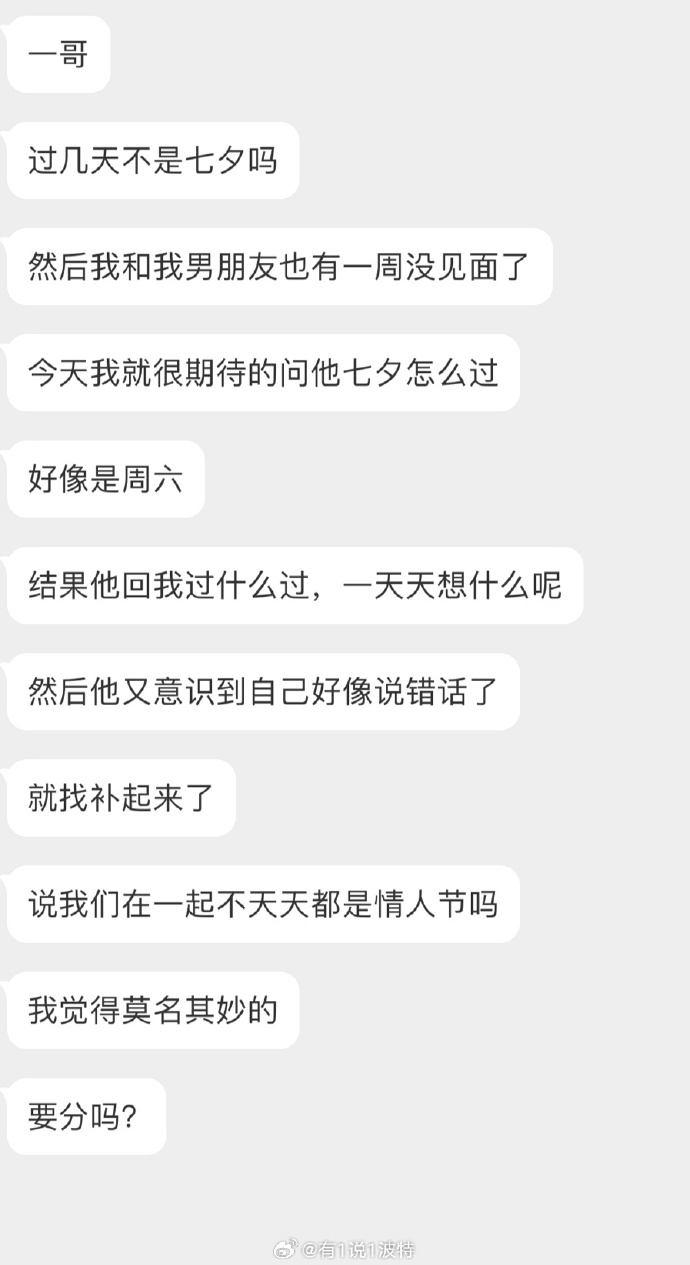 一哥
过几天不是七夕吗
然后我和我男朋友也有一周没见面了
今天我就很期待的问他七夕怎么过
好像是周六
结果他回我过什么过，一天天想什么呢
然后他又意识到自己好像说错话了
就找补起来了
说我们在一起不天天都是情人节吗
我觉得莫名其妙的
要分吗？
@有1说1波特